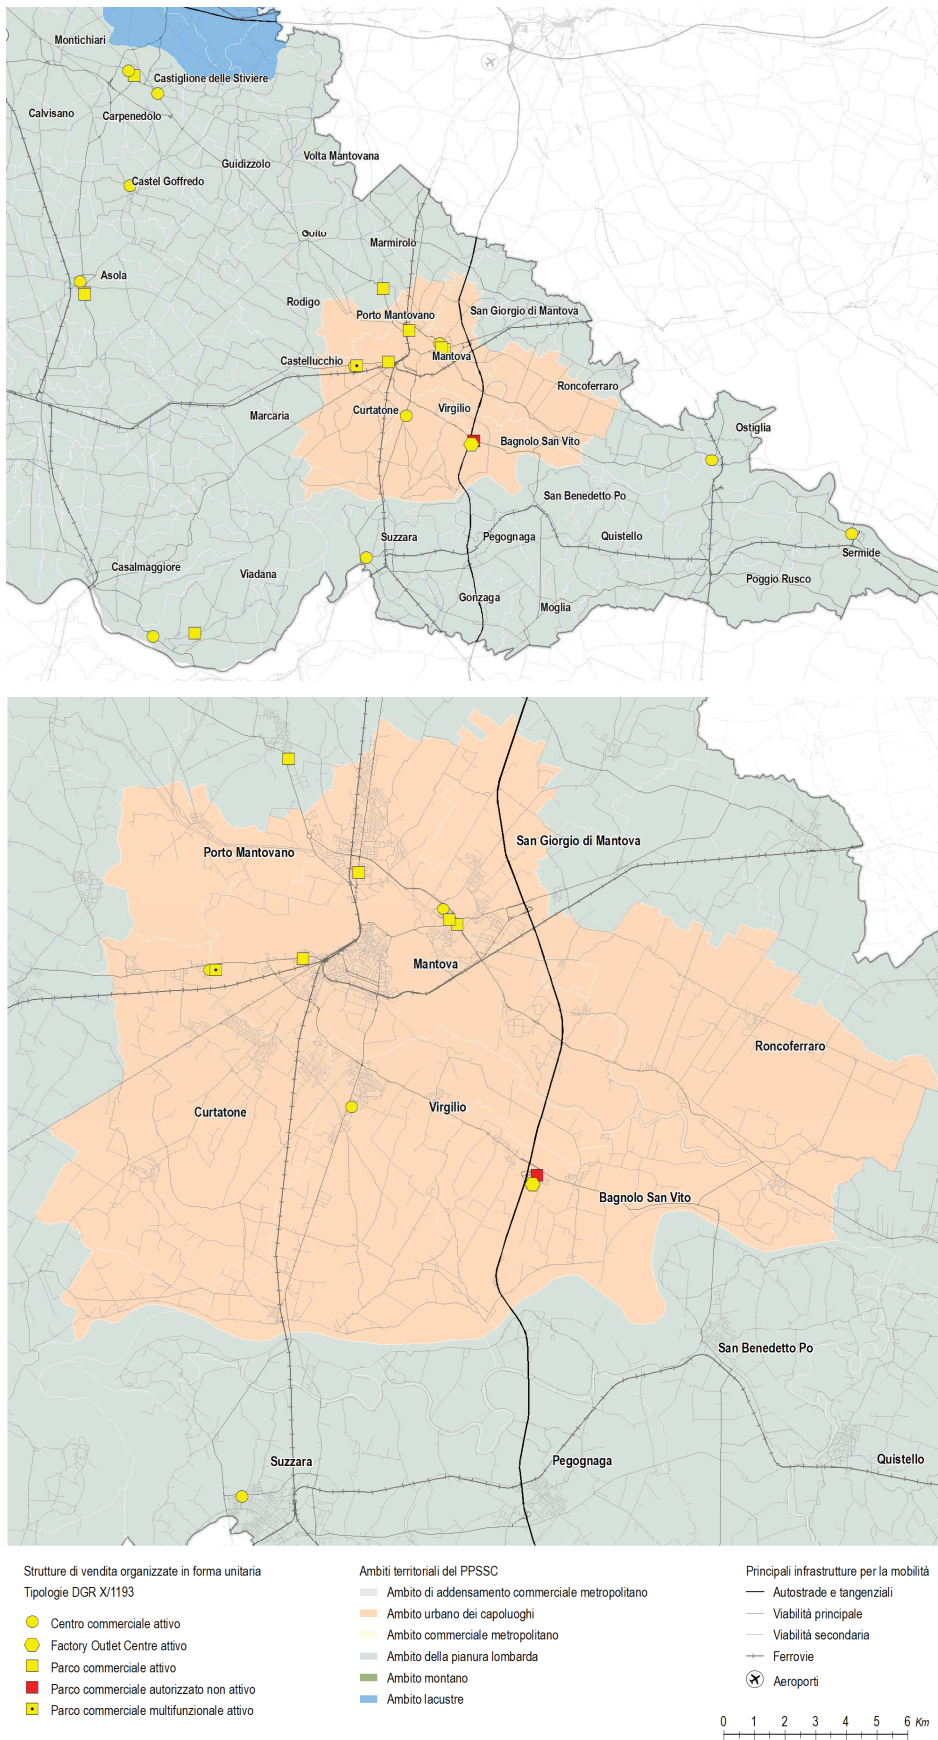 Montichiari
Castiglione delle Stiviere
Calvisano
Carpenedolo
Volta Mantovana
Guidizzolo
Castel Goffredo
Marmirolo
Asola
Rodigo
San Giorgio di Mantova
Porto Mantovano
Mantova
Castellucchio
Roncoferraro
Curtatone
Virgilio
Marcaria
Ostiglia
Bagnolo San Vito
San Benedetto Po
Suzzara
Pegognaga
Quistello
Sermide
Casalmaggiore
Viadana
Poggio Rusco
Gonzaga
Moglia
San Giorgio di Mantova
Porto Mantovano
Mantova
Roncoferraro
Curtatone
Virgilio
Bagnolo San Vito
San Benedetto Po
Suzzara
Pegognaga
Quistello
Strutture di vendita organizzate in forma unitaria
Tipologie DGR X/1193
Centro commerciale attivo
Factory Outlet Centre attivo
Parco commerciale attivo
Parco commerciale autorizzato non attivo
Parco commerciale multifunzionale attivo
Ambiti territoriali del PPSSC
Ambito di addensamento commerciale metropolitano
Ambito urbano dei capoluoghi
Ambito commerciale metropolitano
Ambito della pianura lombarda
Ambito montano
Ambito lacustre
Principali infrastrutture per la mobilità
Autostrade e tangenziali
Viabilità principale
Viabilità secondaria
Ferrovie
Aeroporti
0 1 2 3 4 5 6 Km